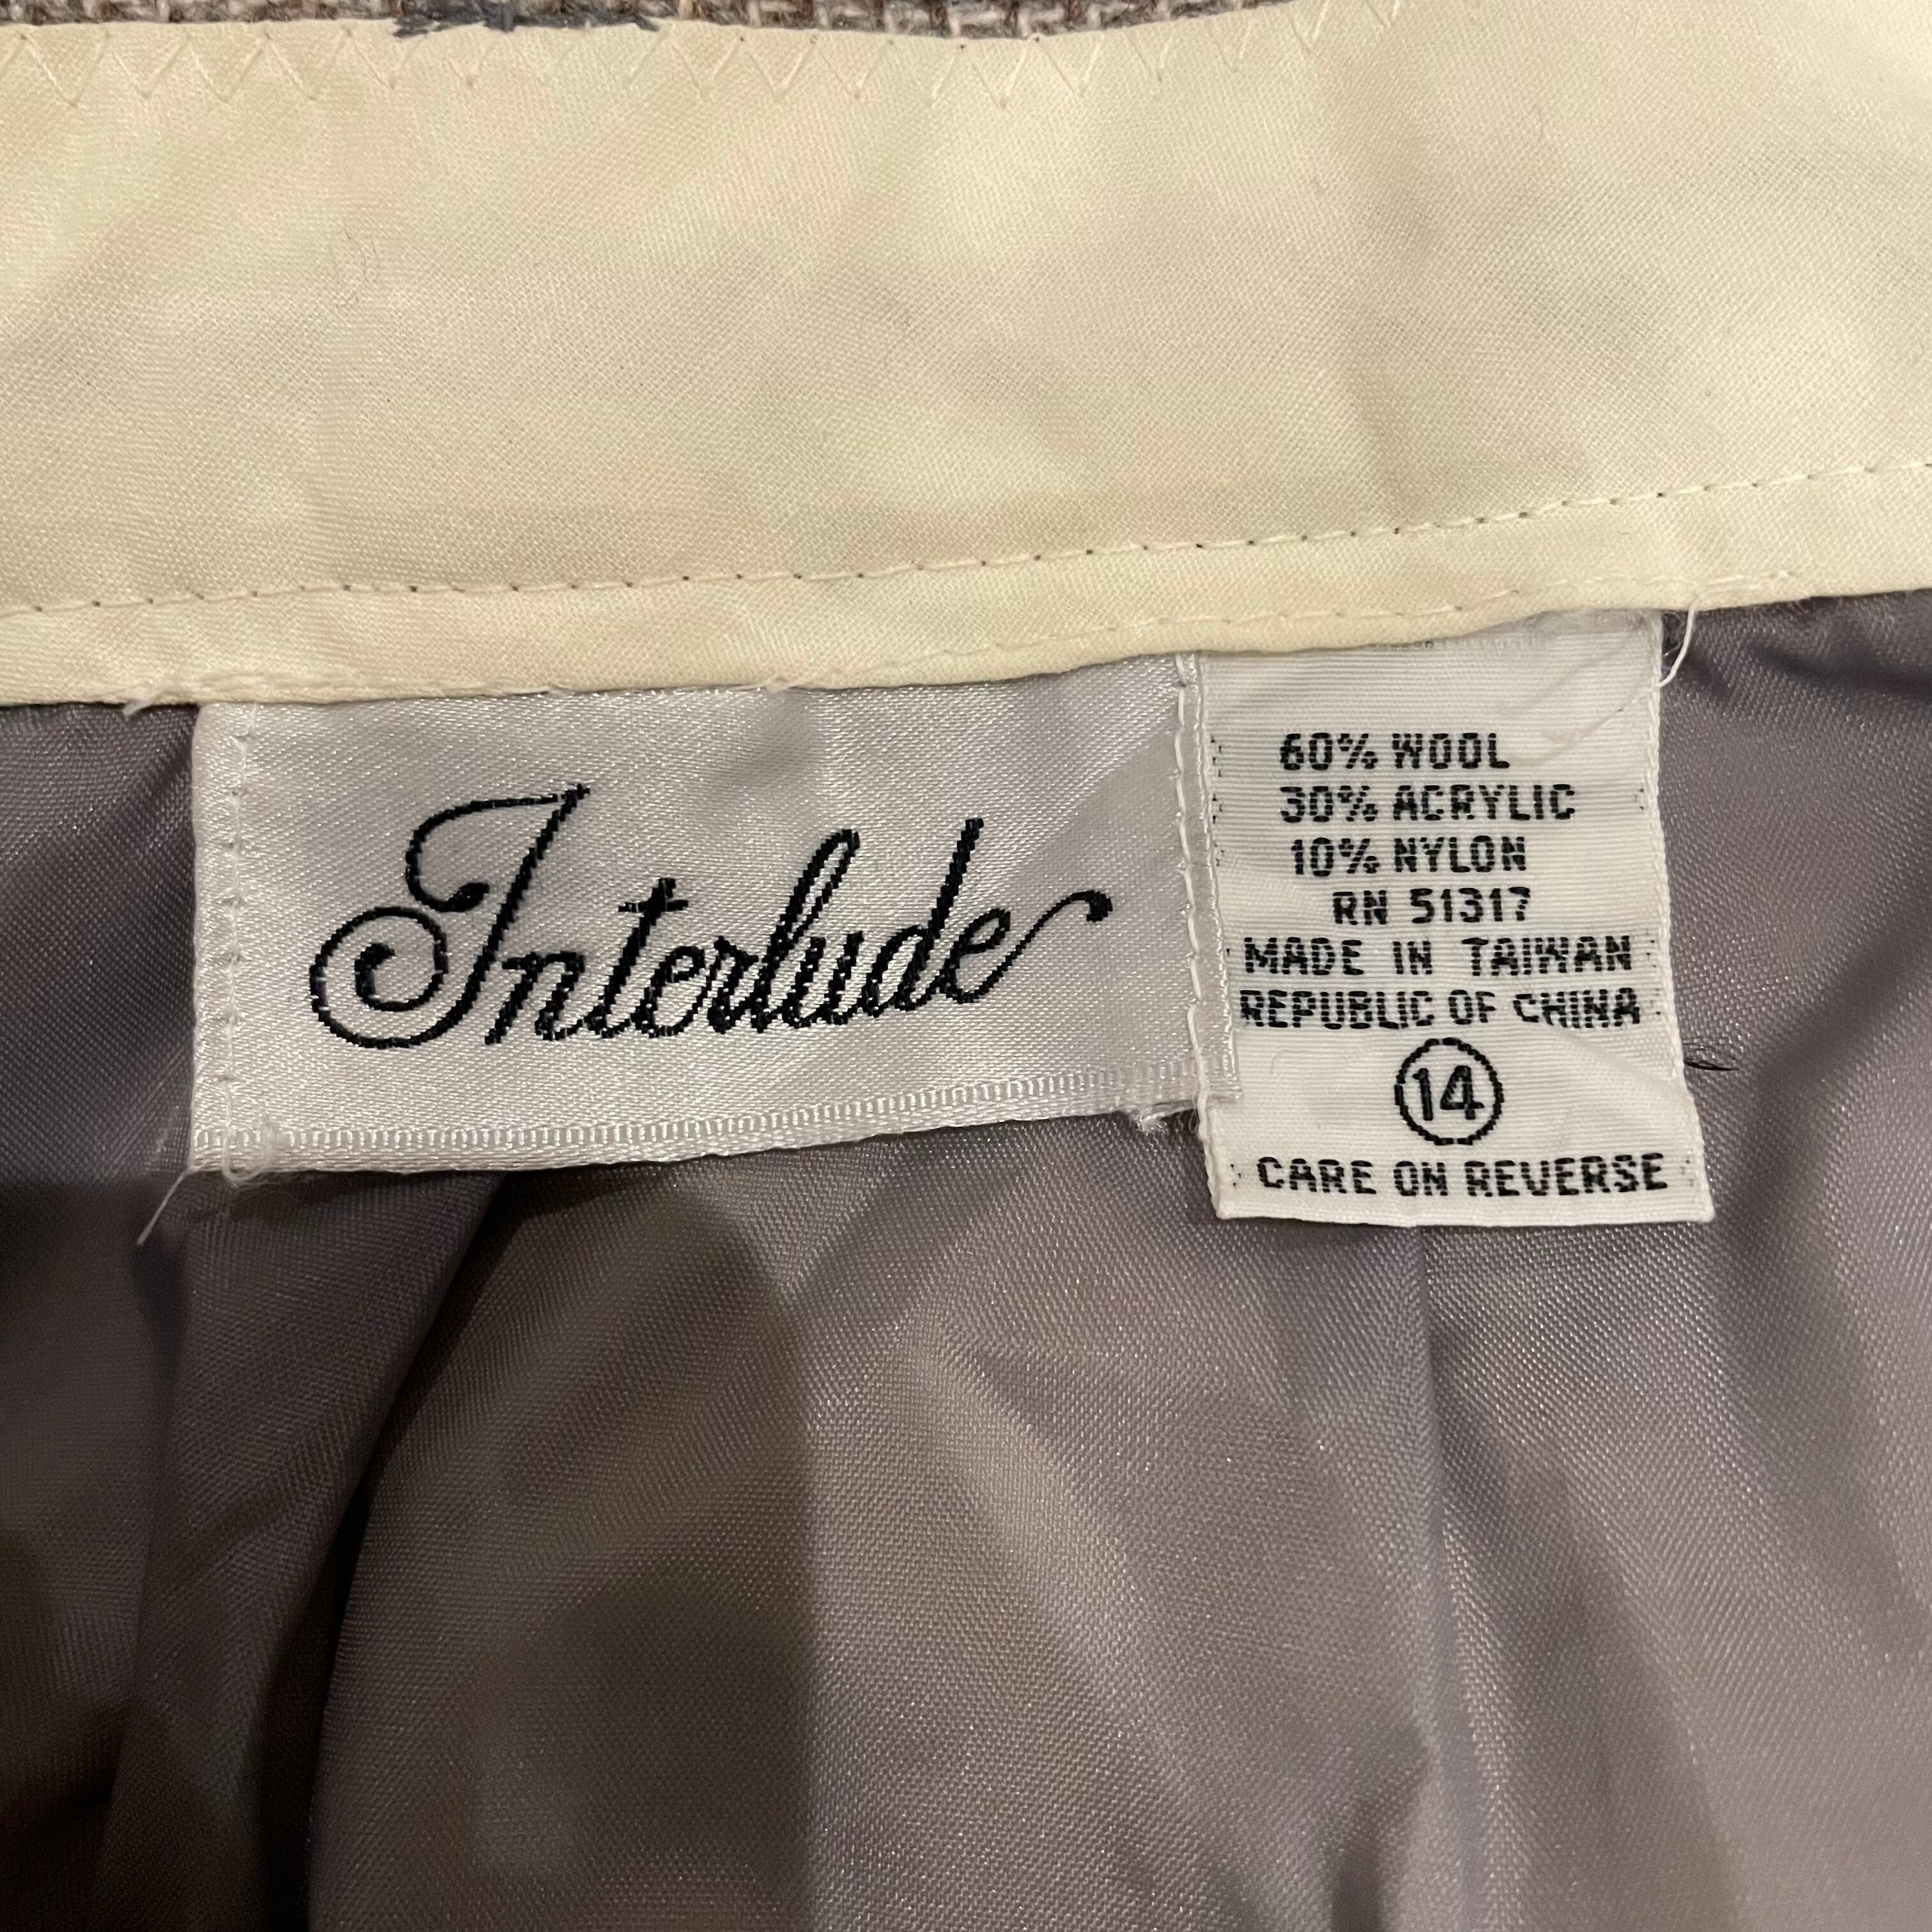 Interlude
60% WOOL
30% ACRYLIC
10% NYLON
RN 51317
MADE IN TAIWAN
REPUBLIC OF CHINA
14
CARE ON REVERSE